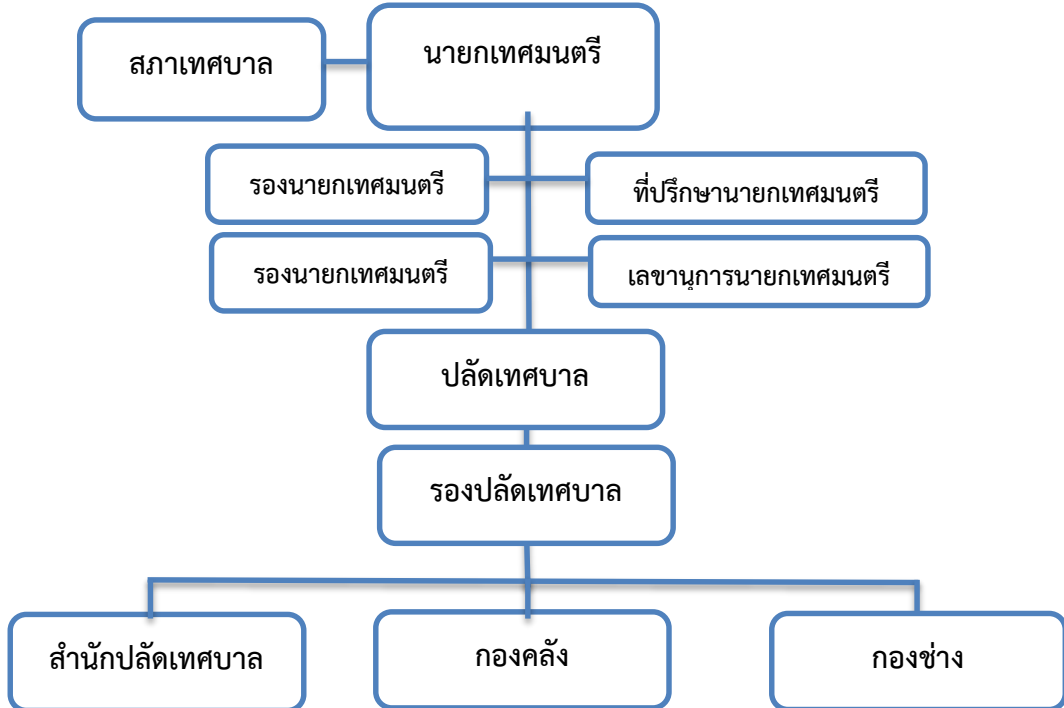 สภาเทศบาล
นายกเทศมนตรี
รองนายกเทศมนตรี
ที่ปรึกษานายกเทศมนตรี
รองนายกเทศมนตรี
เลขานุการนายกเทศมนตรี
ปลัดเทศบาล
รองปลัดเทศบาล
สำนักปลัดเทศบาล
กองคลัง
กองช่าง